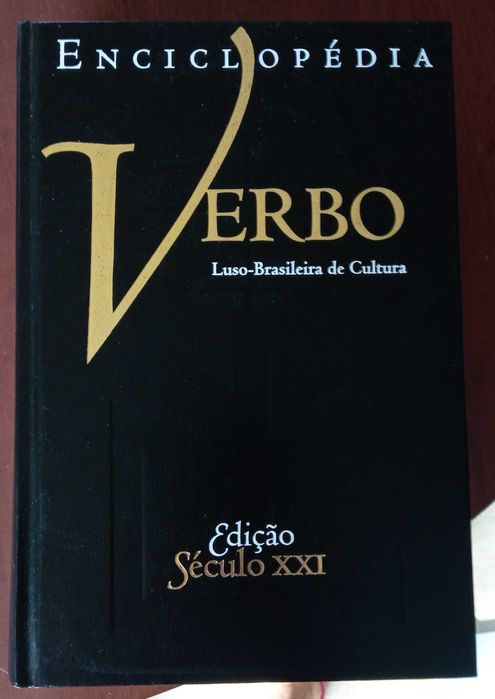 ENCICLOPÉDIA
VERBO
Luso-Brasileira de Cultura
Edição
Século XXI